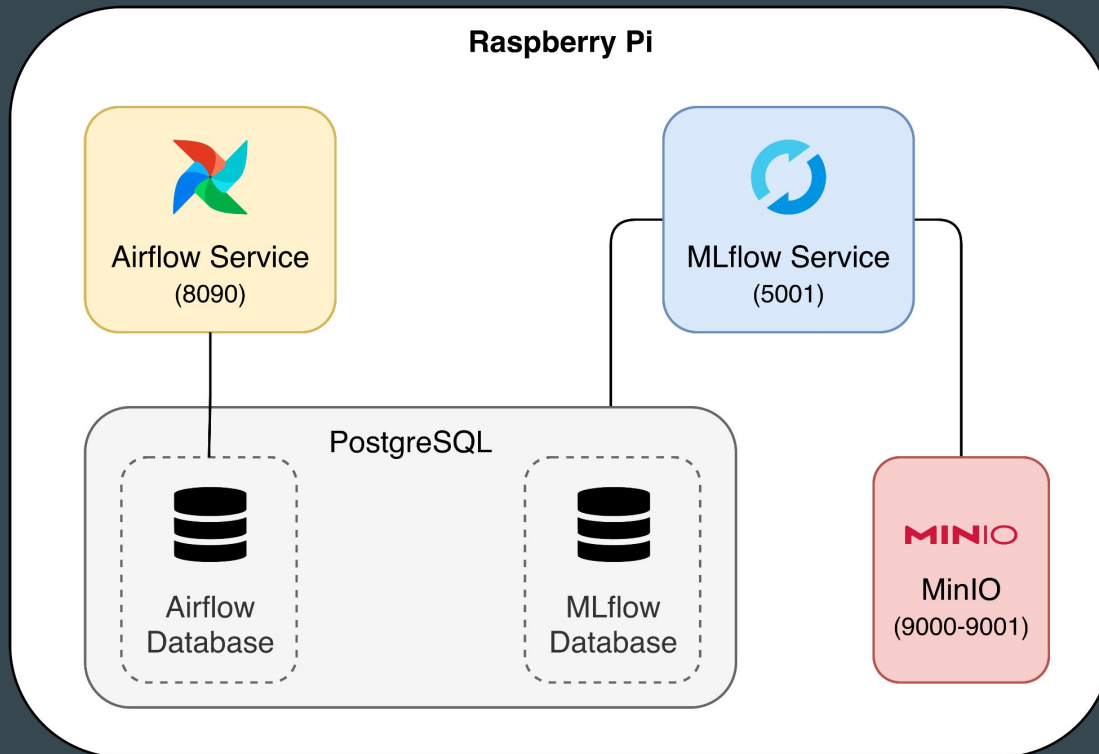 Raspberry Pi
Airflow Service
(8090)
MLflow Service
(5001)
PostgreSQL
Airflow
Database
MLflow
Database
MINIO
MinIO
(9000-9001)